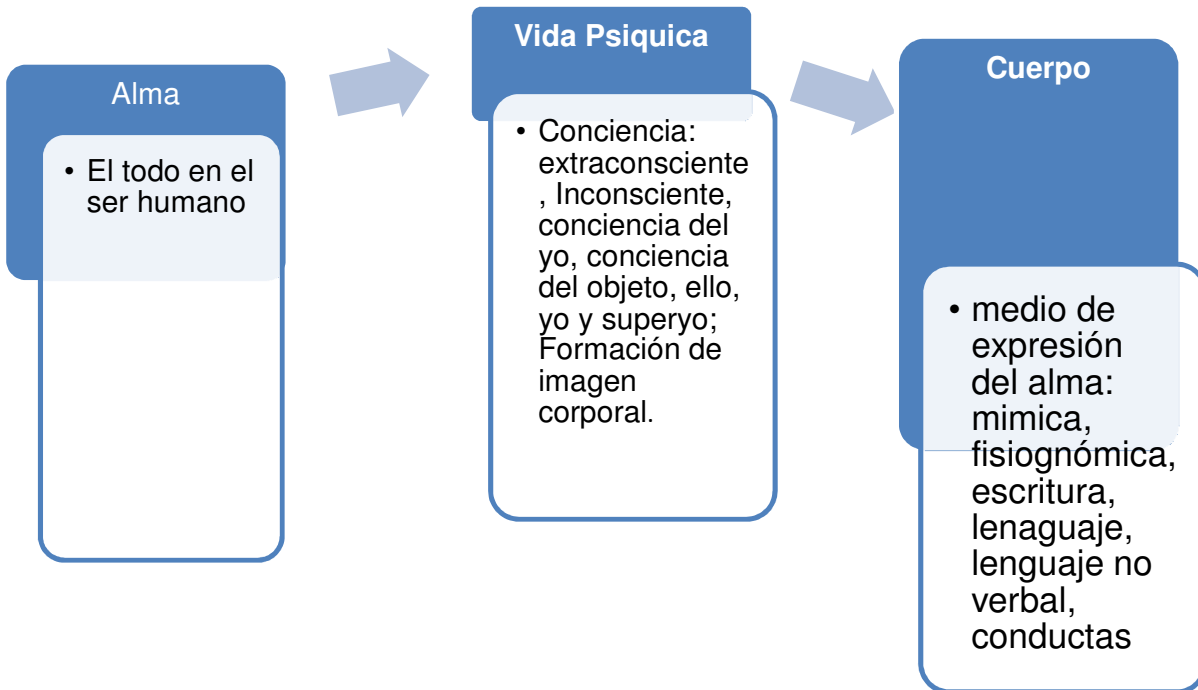 Alma
• El todo en el
ser humano
Vida Psiquica
• Conciencia:
extraconsciente
, Inconsciente,
conciencia del
yo, conciencia
del objeto, ello,
yo y superyo;
Formación de
imagen
corporal.
Cuerpo
• medio de
expresión
del alma:
mimica,
fisiognómica,
escritura,
lenaguaje,
lenguaje no
verbal,
conductas